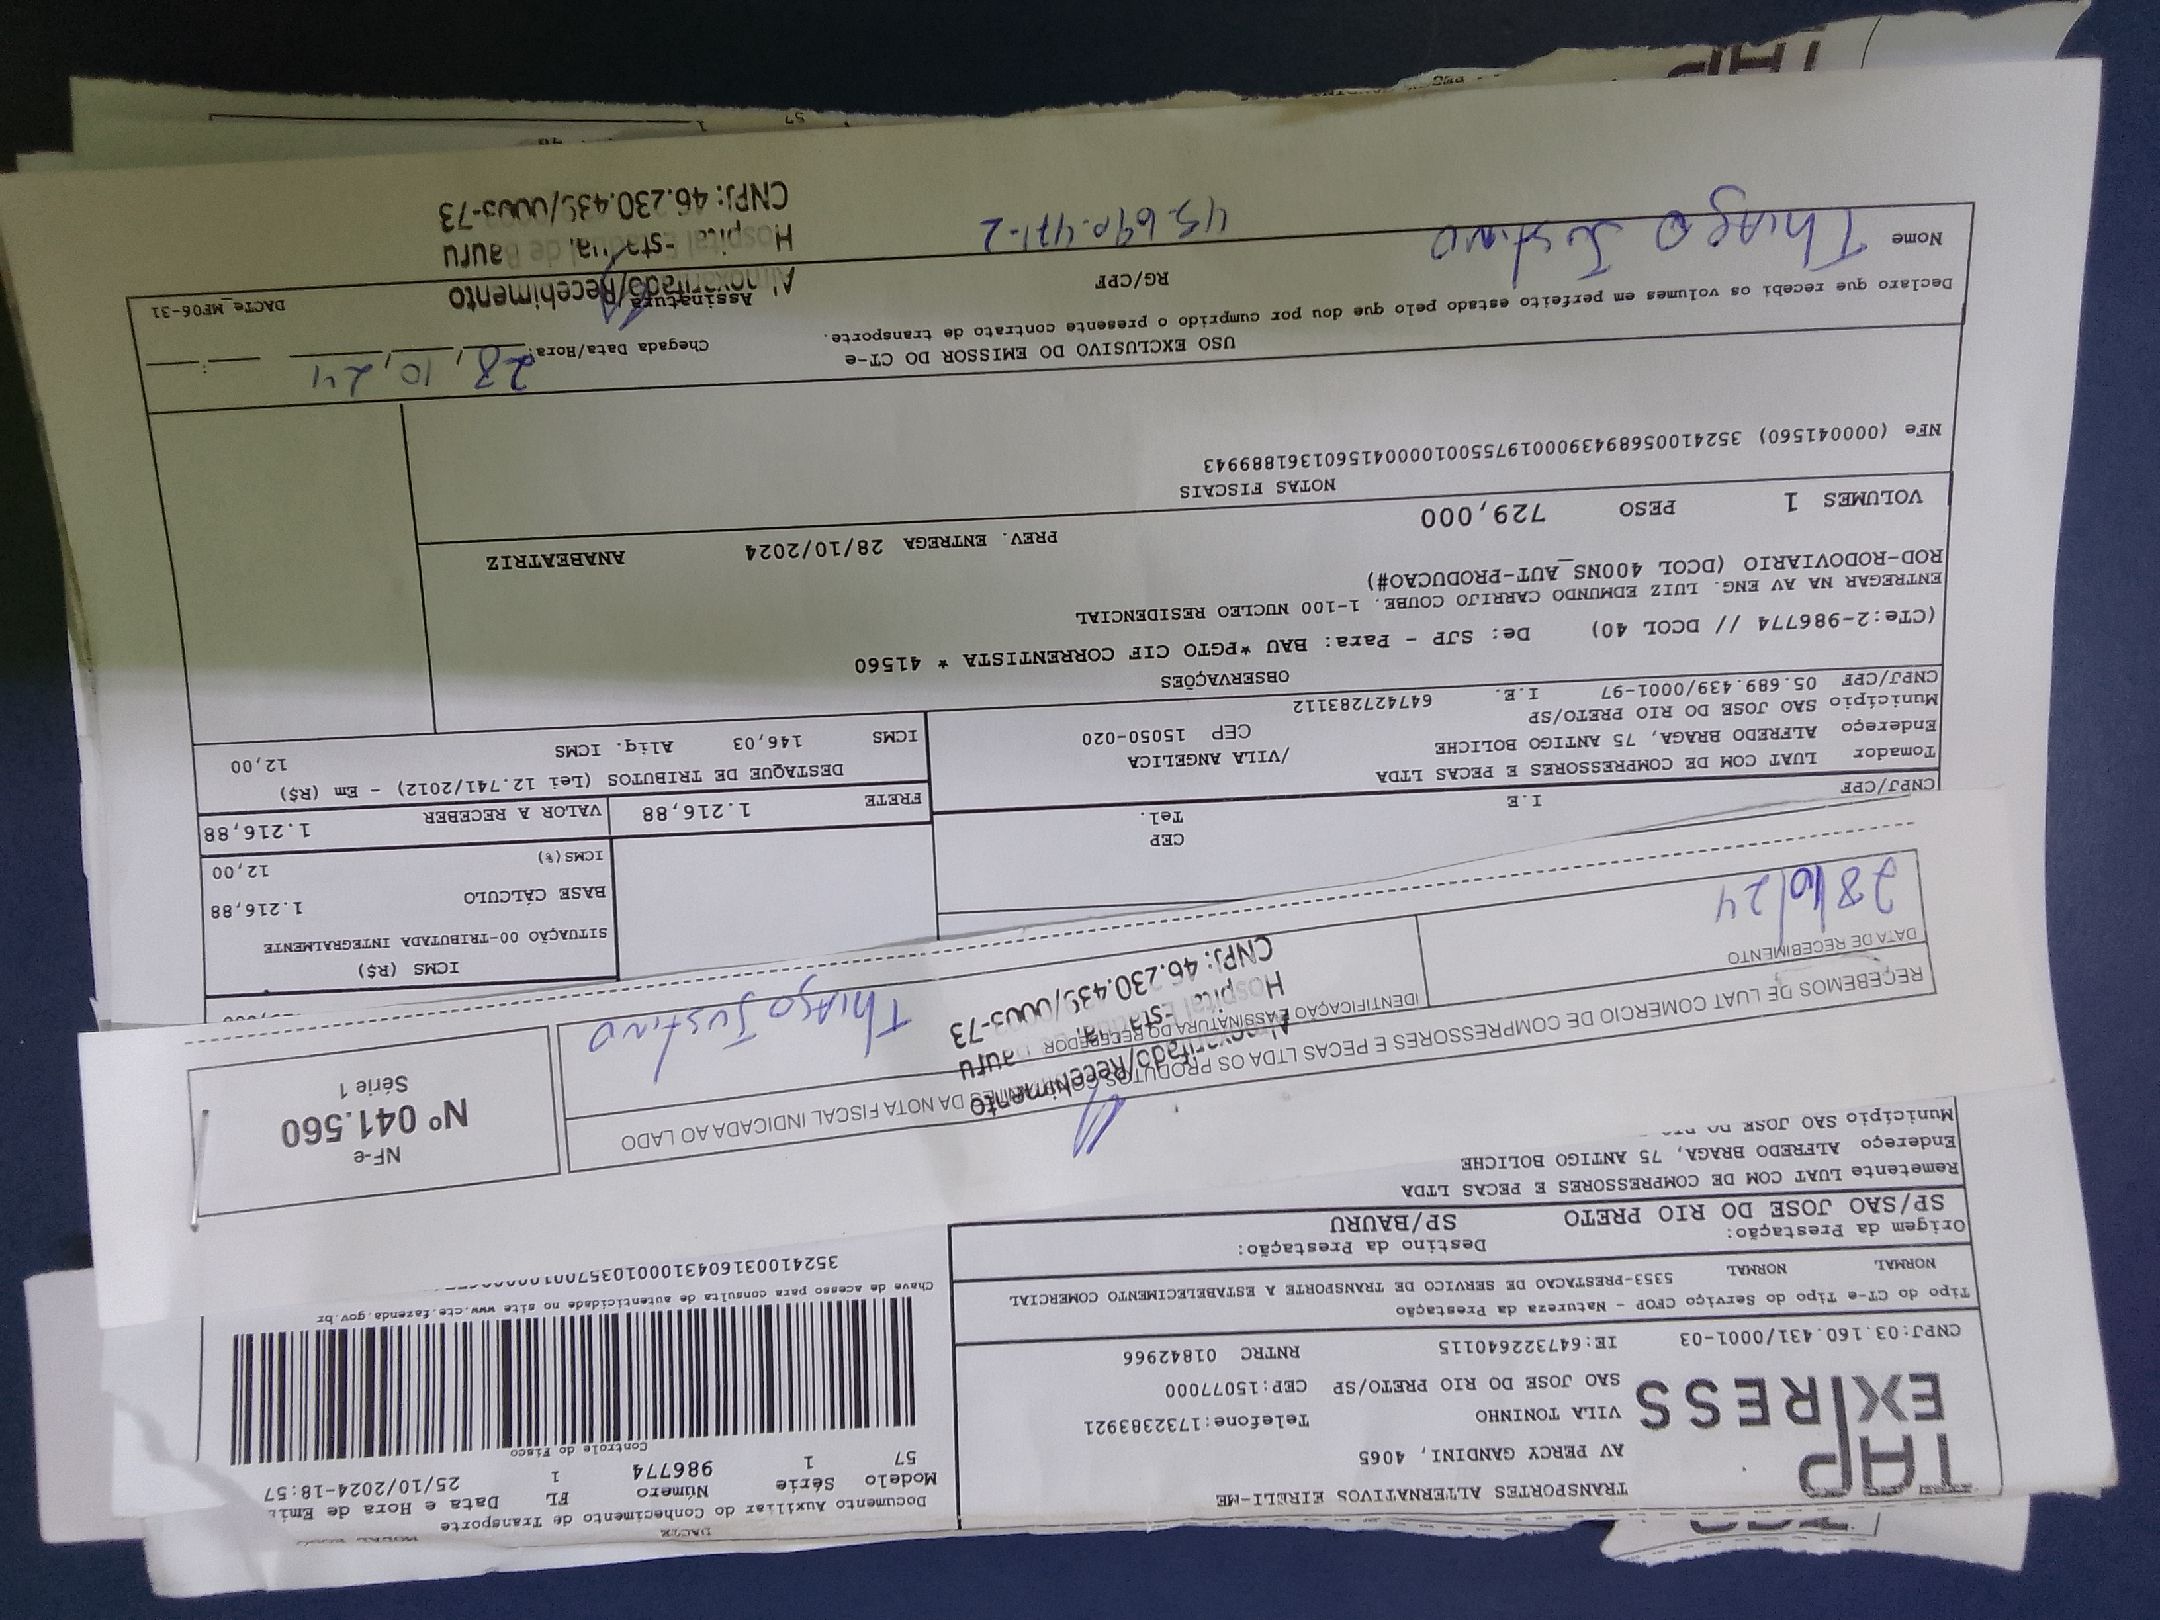 DACTE
Documento Auxiliar do Conhecimento de Transporte
Modelo Série Número FL Data e Hora de Emi
57 1 986774 1 25/10/2024-18:57
Controle do Fisco
Chave de acesso para consulta de autenticidade no site www.cte.fazenda.gov.br
TAP
EXPRESS
TRANSPORTES ALTERNATIVOS EIRELI-ME
AV PERCY GANDINI, 4065
VILA TONINHO Telefone:1732383921
SAO JOSE DO RIO PRETO/SP CEP:15077000
CNPJ:03.160.431/0001-03 IE:647322640115 RNTRC 01842966
Tipo do CT-e Tipo do Serviço CFOP - Natureza da Prestação
NORMAL NORMAL 5353-PRESTACAO DE SERVICO DE TRANSPORTE A ESTABELECIMENTO COMERCIAL
Origem da Prestação: Destino da Prestação:
SP/SAO JOSE DO RIO PRETO SP/BAURU
Remetente LUAT COM DE COMPRESSORES E PECAS LTDA
Endereço ALFREDO BRAGA, 75 ANTIGO BOLICHE
Município SAO JOSE DO
NF-e
Nº 041.560
Série 1
RECEBEMOS DE LUAT COMERCIO DE COMPRESSORES E PECAS LTDA OS PRODUTOS DA NOTA FISCAL INDICADA AO LADO
DATA DE RECEBIMENTO
28/10/24
IDENTIFICAÇÃO E ASSINATURA DO RECEBEDOR
Thiago Justino
Almoxarifado/Recebimento
Hospital Estadual de Bauru
CNPJ: 46.230.439/0003-73
ICMS (R$)
SITUAÇÃO 00-TRIBUTADA INTEGRALMENTE
BASE CÁLCULO 1.216,88
ICMS(%) 12,00
CEP
Tel.
CNPJ/CPF I.E
FRETE 1.216,88 VALOR A RECEBER 1.216,88
Tomador LUAT COM DE COMPRESSORES E PECAS LTDA
Endereço ALFREDO BRAGA, 75 ANTIGO BOLICHE /VILA ANGELICA
Município SAO JOSE DO RIO PRETO/SP CEP 15050-020
CNPJ/CPF 05.689.439/0001-97 I.E. 64742728311​2
DESTAQUE DE TRIBUTOS (Lei 12.741/2012) - Em (R$)
ICMS 146,03 Aliq. ICMS 12,00
OBSERVAÇÕES
(CTe:2-986774 // DCOL 40) De: SJP - Para: BAU *PGTO CIF CORRENTISTA * 41560
ENTREGAR NA AV ENG. LUIZ EDMUNDO CARRIJO COUBE. 1-100 NUCLEO RESIDENCIAL
ROD-RODOVIARIO (DCOL 400NS_AUT-PRODUCAO#)
PREV. ENTREGA 28/10/2024 ANABEATRIZ
VOLUMES 1 PESO 729,000
NOTAS FISCAIS
NFe (000041560) 35241005689439000197550010000415601361889943
USO EXCLUSIVO DO EMISSOR DO CT-e
Declaro que recebi os volumes em perfeito estado pelo que dou por cumprido o presente contrato de transporte.
Chegada Data/Hora: 28, 10, 24
Nome Thiago Justino
RG/CPF 45.690.471-2
Assinatura
DACTe_MF06-31
Almoxarifado/Recebimento
Hospital Estadual de Bauru
CNPJ: 46.230.439/0003-73